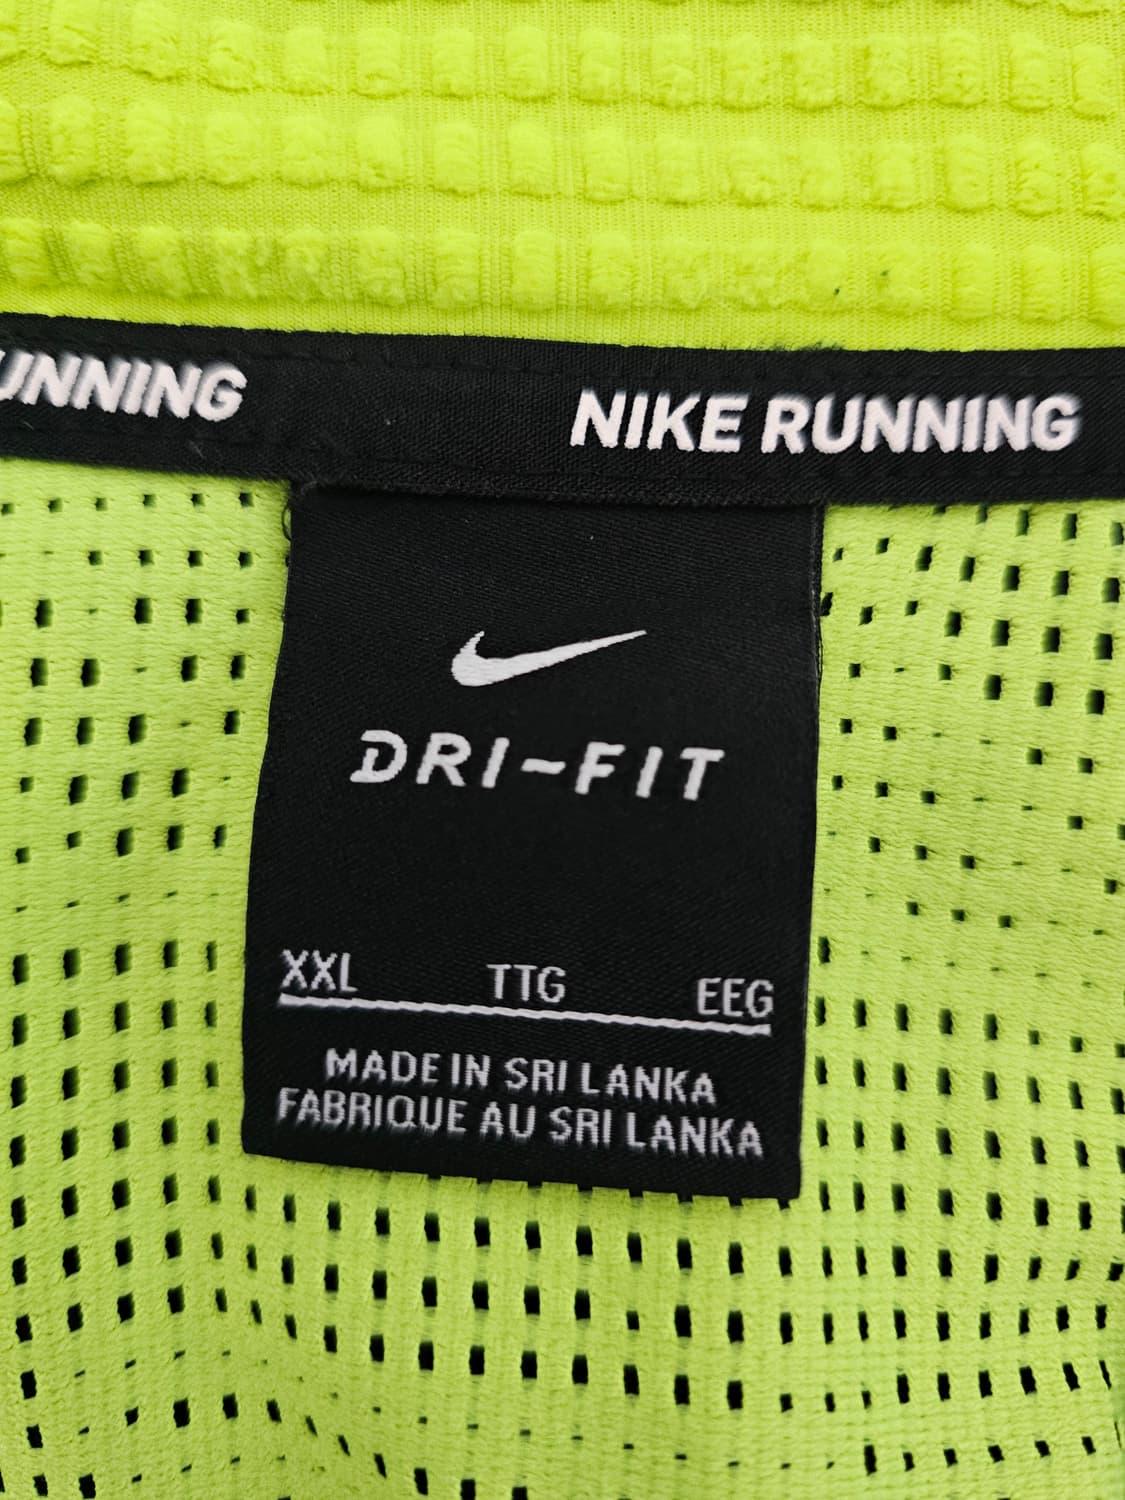 UNNING NIKE RUNNING
DRI-FIT
XXL TTG EEG
MADE IN SRI LANKA
FABRIQUE AU SRI LANKA